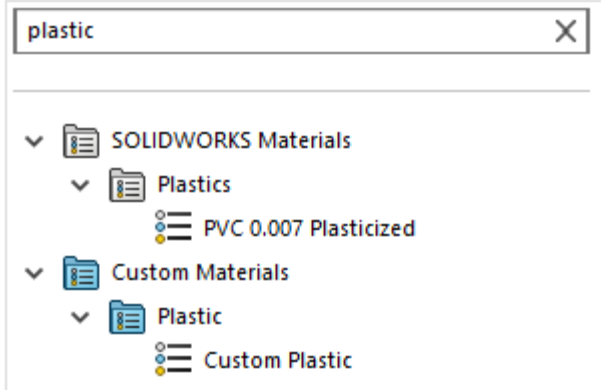 plastic
SOLIDWORKS Materials
Plastics
PVC 0.007 Plasticized
Custom Materials
Plastic
Custom Plastic